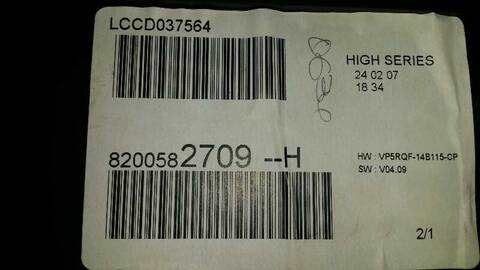 LCCD037564
HIGH SERIES
24 02 07
18 34
8200582709 --H
HW : VP5RQF-14B115-CP
SW : V04.09
2/1